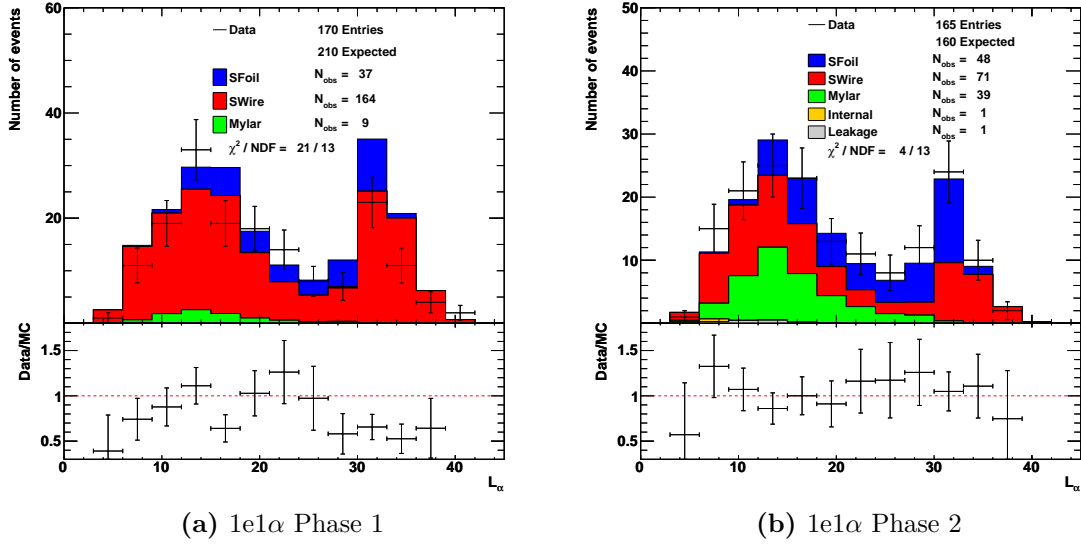 Number of events
60
40
20
Data
170 Entries
210 Expected
SFoil N_obs = 37
SWire N_obs = 164
Mylar N_obs = 9
χ² / NDF = 21 / 13
Data/MC
1.5
1
0.5
0 10 20 30 40
L_α
(a) 1e1α Phase 1
Number of events
50
40
30
20
10
Data
165 Entries
160 Expected
SFoil N_obs = 48
SWire N_obs = 71
Mylar N_obs = 39
Internal N_obs = 1
Leakage N_obs = 1
χ² / NDF = 4 / 13
Data/MC
1.5
1
0.5
0 10 20 30 40
L_α
(b) 1e1α Phase 2